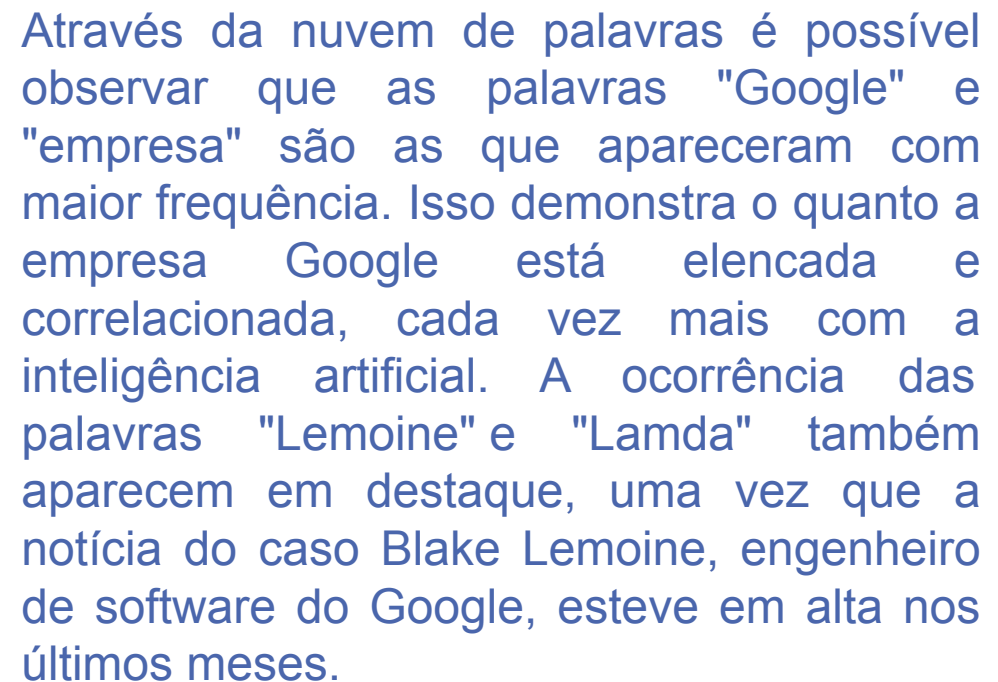 Através da nuvem de palavras é possível
observar que as palavras "Google" e
"empresa" são as que apareceram com
maior frequência. Isso demonstra o quanto a
empresa Google está elencada e
correlacionada, cada vez mais com a
inteligência artificial. A ocorrência das
palavras "Lemoine" e "Lamda" também
aparecem em destaque, uma vez que a
notícia do caso Blake Lemoine, engenheiro
de software do Google, esteve em alta nos
últimos meses.